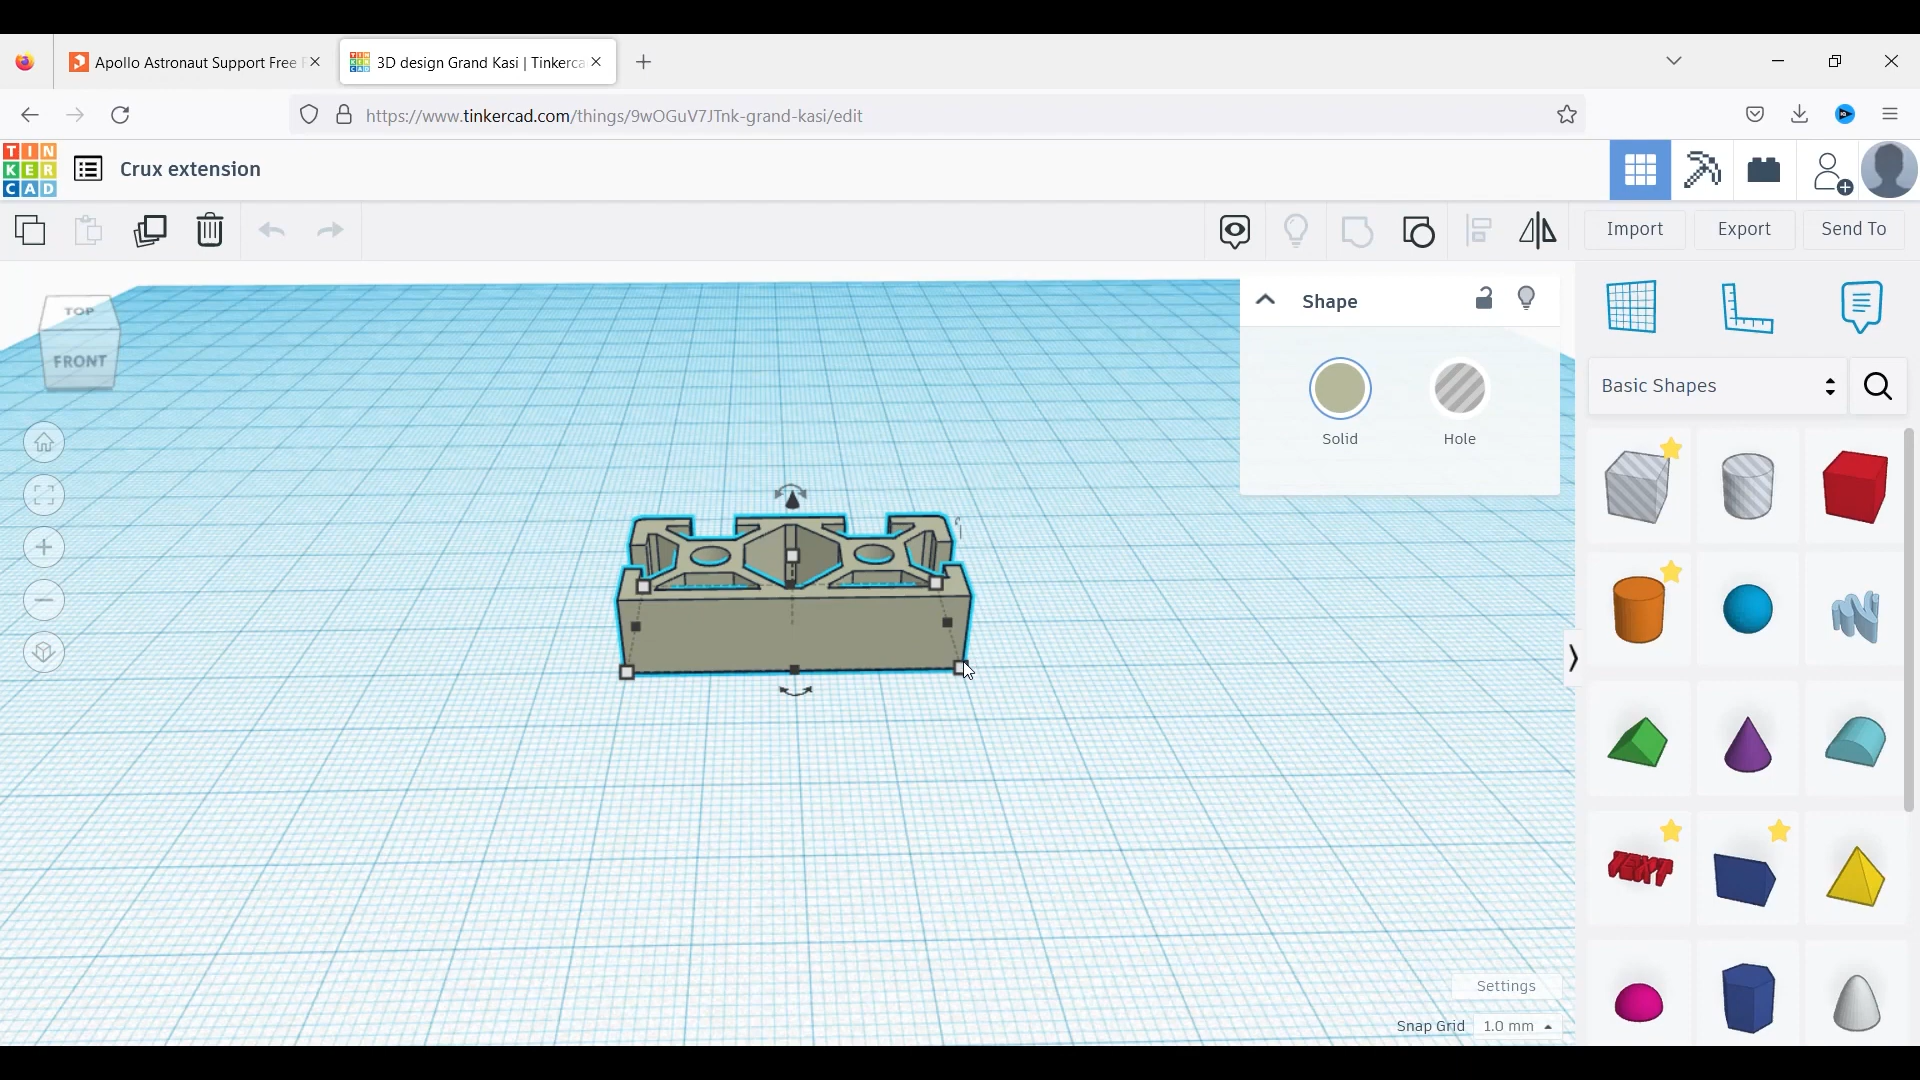 Apollo Astronaut Support Free
3D design Grand Kasi | Tinkerca
https://www.tinkercad.com/things/9wOGuV7JTnk-grand-kasi/edit
TIN
KER
CAD
Crux extension
Import
Export
Send To
TOP
FRONT
Shape
Solid
Hole
Basic Shapes
TEXT
Settings
Snap Grid 1.0 mm